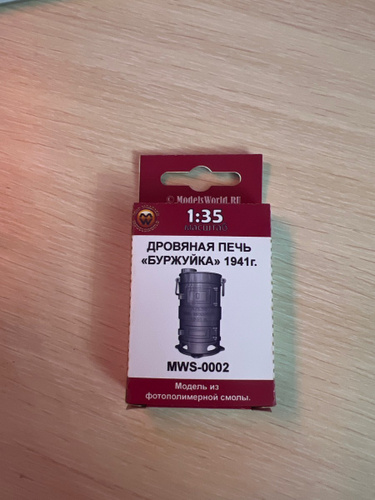 © ModelsWorld.RU
1:35
масштаб
ДРОВЯНАЯ ПЕЧЬ
«БУРЖУЙКА» 1941г.
MWS-0002
Модель из
фотополимерной смолы.